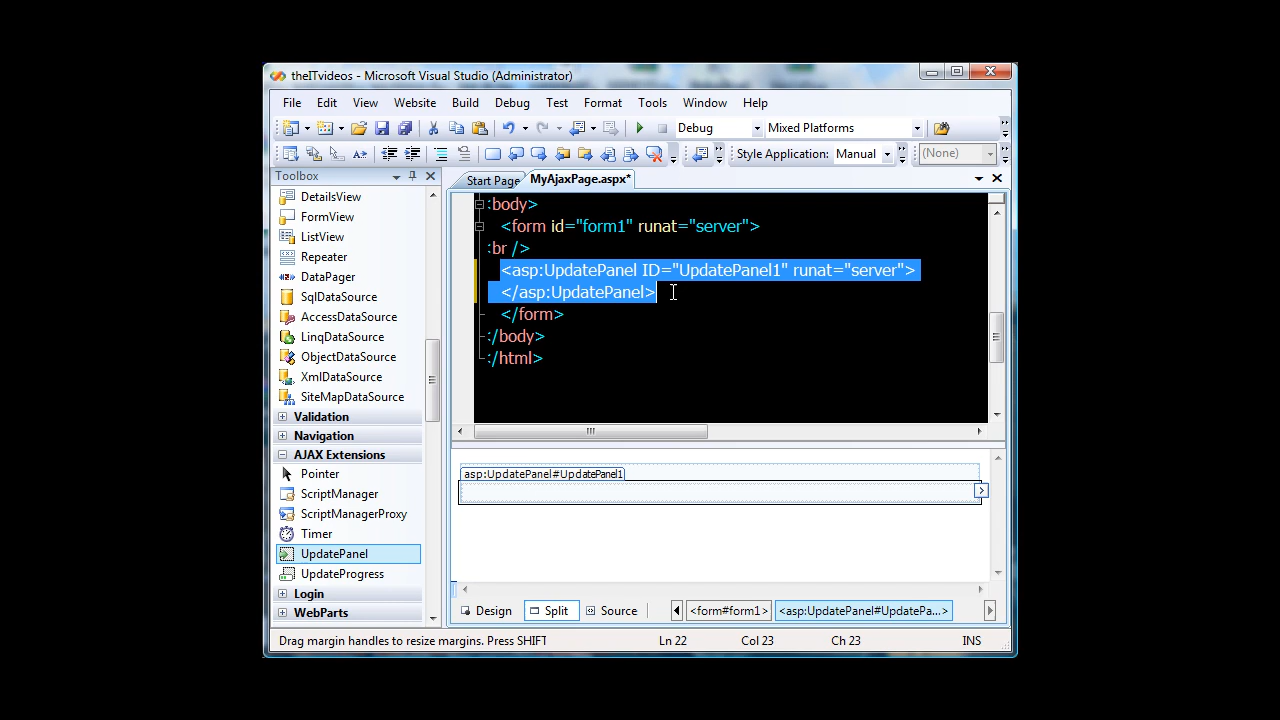 theITvideos - Microsoft Visual Studio (Administrator)
File Edit View Website Build Debug Test Format Tools Window Help
Debug Mixed Platforms
Style Application: Manual (None)
Toolbox
Start Page MyAjaxPage.aspx*
DetailsView
FormView
ListView
Repeater
DataPager
SqlDataSource
AccessDataSource
LinqDataSource
ObjectDataSource
XmlDataSource
SiteMapDataSource
Validation
Navigation
AJAX Extensions
Pointer
ScriptManager
ScriptManagerProxy
Timer
UpdatePanel
UpdateProgress
Login
WebParts
body>
<form id="form1" runat="server">
br />
<asp:UpdatePanel ID="UpdatePanel1" runat="server">
</asp:UpdatePanel>
</form>
</body>
</html>
asp:UpdatePanel#UpdatePanel1
Design Split Source <form#form1> <asp:UpdatePanel#UpdatePa...>
Drag margin handles to resize margins. Press SHIFT Ln 22 Col 23 Ch 23 INS